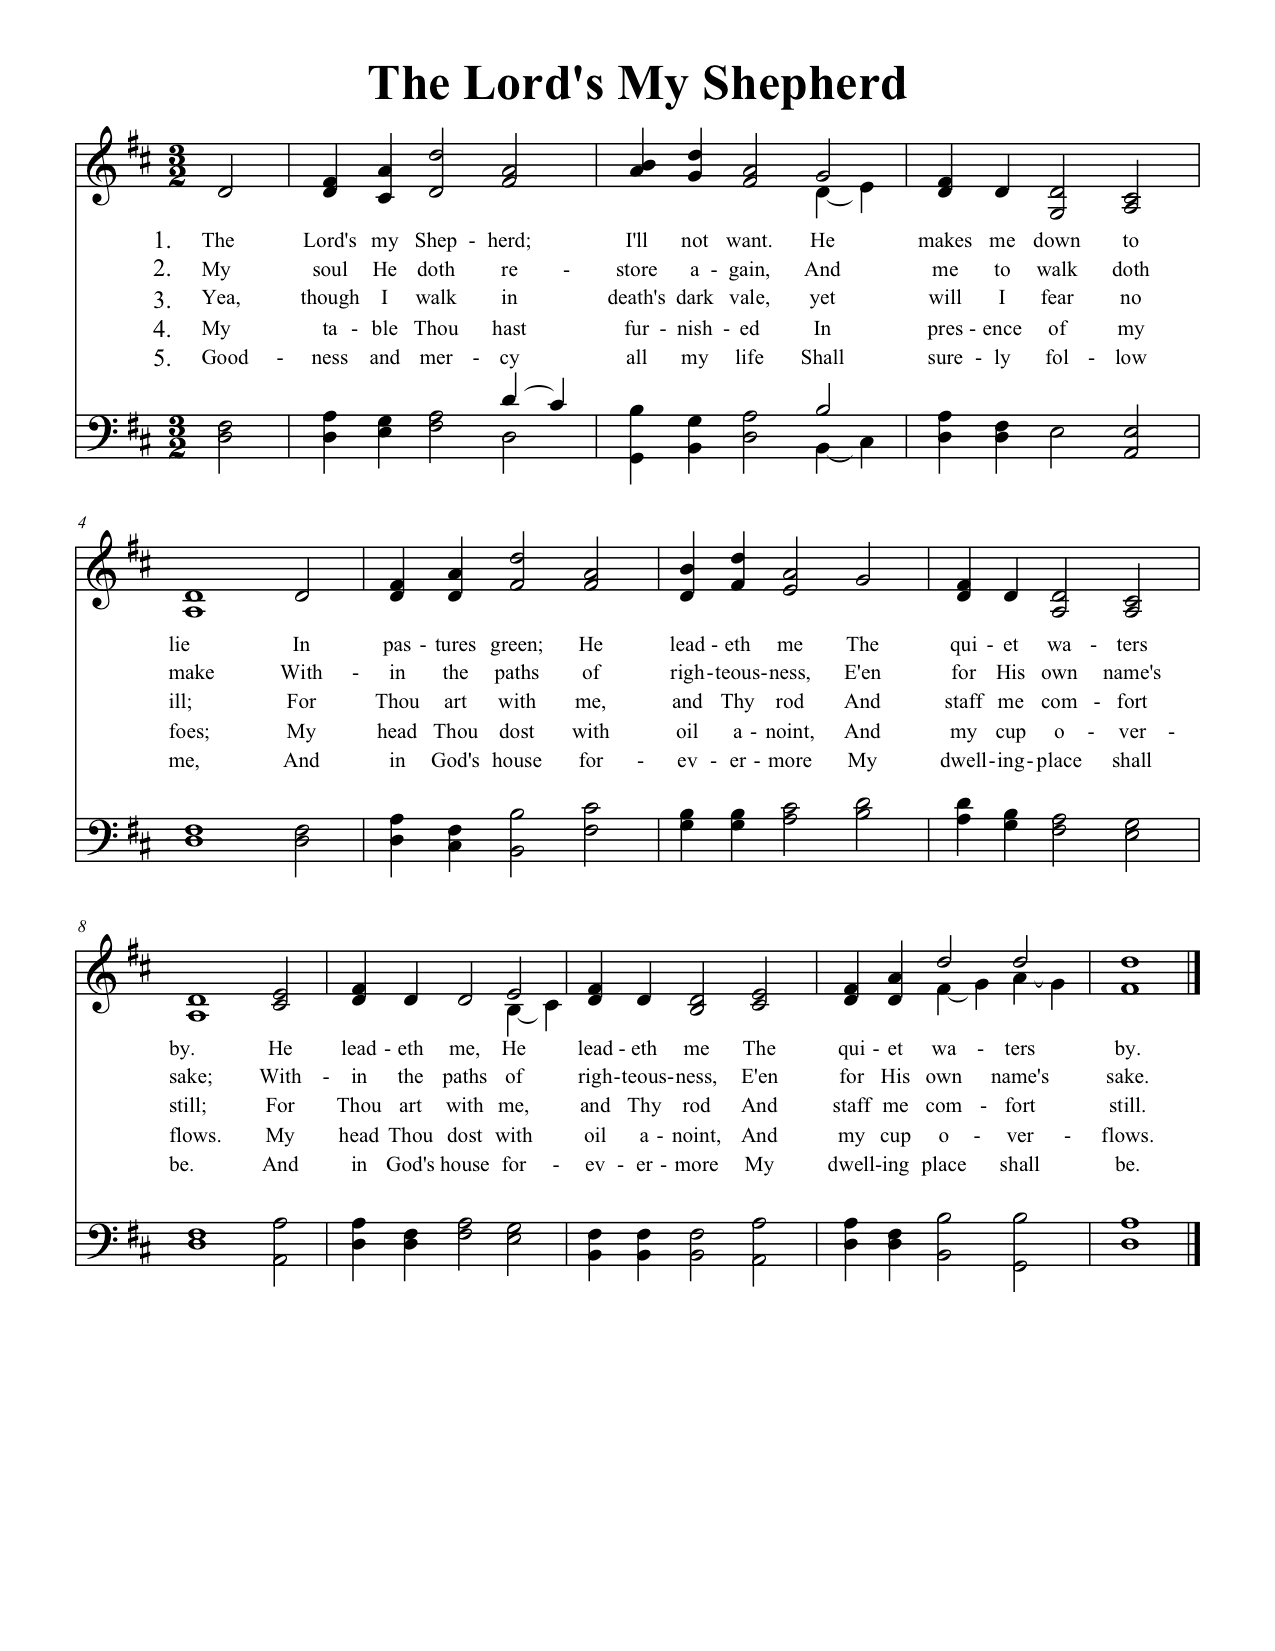 The Lord's My Shepherd
3 2
1. The Lord's my Shep - herd; I'll not want. He makes me down to
2. My soul He doth re - store a - gain, And me to walk doth
3. Yea, though I walk in death's dark vale, yet will I fear no
4. My ta - ble Thou hast fur - nish - ed In pres - ence of my
5. Good - ness and mer - cy all my life Shall sure - ly fol - low
3 2
4
lie In pas - tures green; He lead - eth me The qui - et wa - ters
make With - in the paths of righ - teous - ness, E'en for His own name's
ill; For Thou art with me, and Thy rod And staff me com - fort
foes; My head Thou dost with oil a - noint, And my cup o - ver -
me, And in God's house for - ev - er - more My dwell - ing - place shall
8
by. He lead - eth me, He lead - eth me The qui - et wa - ters by.
sake; With - in the paths of righ - teous - ness, E'en for His own name's sake.
still; For Thou art with me, and Thy rod And staff me com - fort still.
flows. My head Thou dost with oil a - noint, And my cup o - ver - flows.
be. And in God's house for - ev - er - more My dwell - ing place shall be.